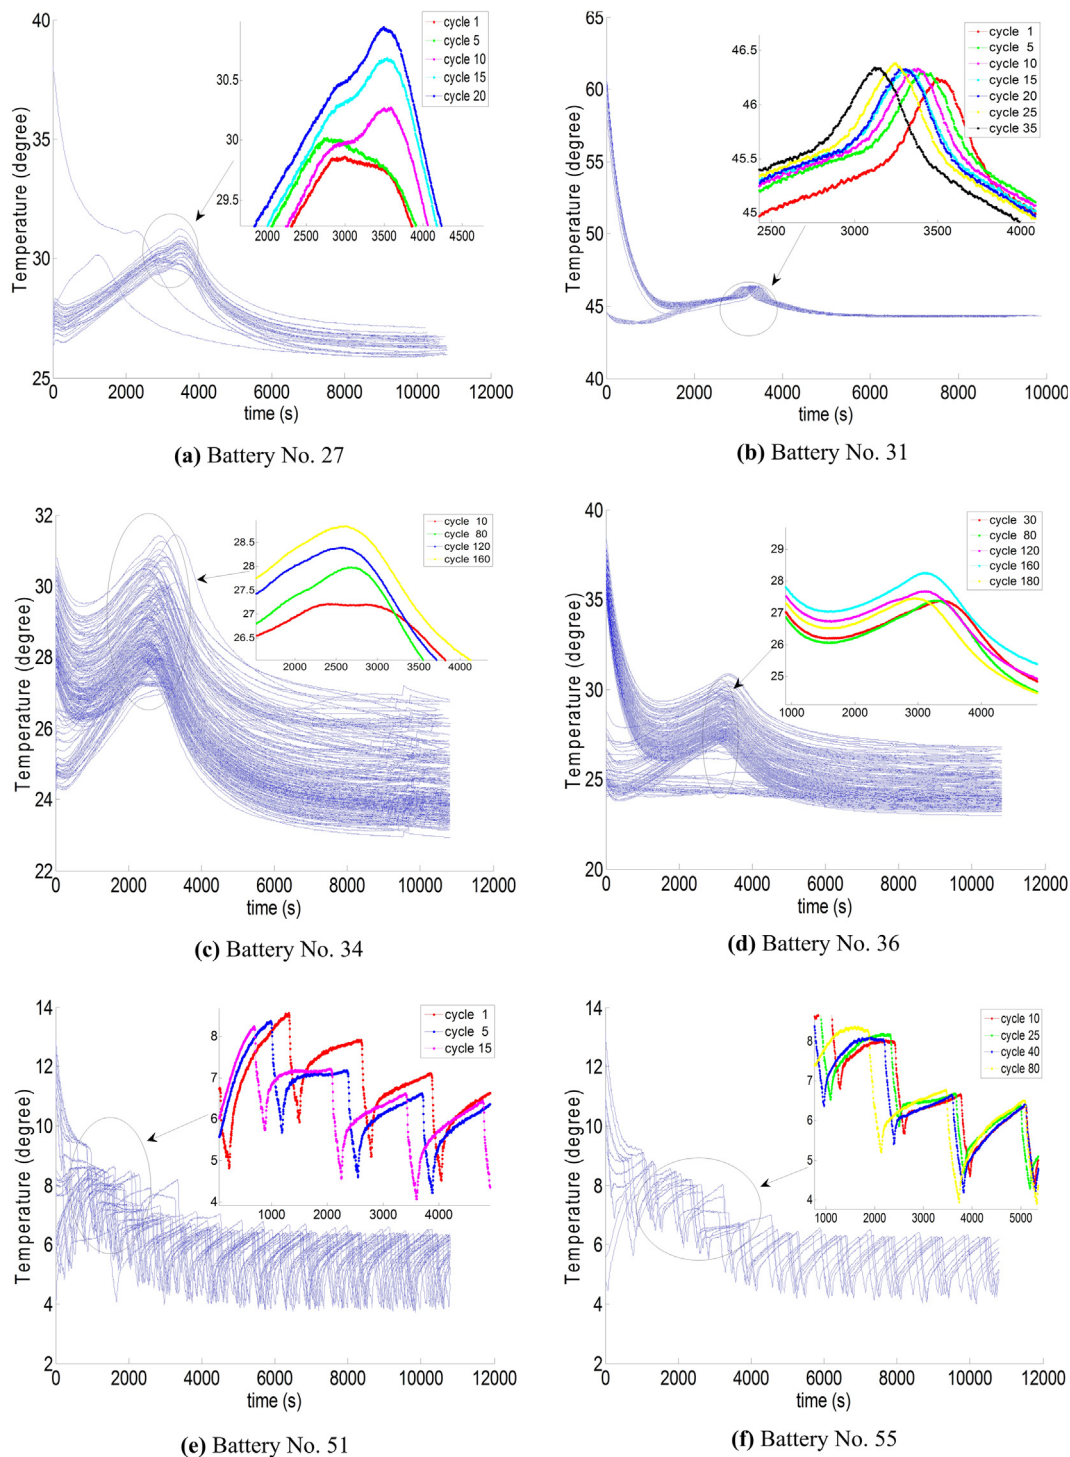 40
35
30
25
Temperature (degree)
0 2000 4000 6000 8000 10000 12000
time (s)
30.5
30
29.5
2000 2500 3000 3500 4000 4500
cycle 1
cycle 5
cycle 10
cycle 15
cycle 20
(a) Battery No. 27
65
60
55
50
45
40
Temperature (degree)
0 2000 4000 6000 8000 10000
time (s)
46.5
46
45.5
45
2500 3000 3500 4000
cycle 1
cycle 5
cycle 10
cycle 15
cycle 20
cycle 25
cycle 35
(b) Battery No. 31
32
30
28
26
24
22
Temperature (degree)
0 2000 4000 6000 8000 10000 12000
time (s)
28.5
28
27.5
27
26.5
2000 2500 3000 3500 4000
cycle 10
cycle 80
cycle 120
cycle 160
(c) Battery No. 34
40
35
30
25
20
Temperature (degree)
0 2000 4000 6000 8000 10000 12000
time (s)
29
28
27
26
25
1000 2000 3000 4000
cycle 30
cycle 80
cycle 120
cycle 160
cycle 180
(d) Battery No. 36
14
12
10
8
6
4
2
Temperature (degree)
0 2000 4000 6000 8000 10000 12000
time (s)
8
7
6
5
4
1000 2000 3000 4000
cycle 1
cycle 5
cycle 15
(e) Battery No. 51
14
12
10
8
6
4
2
Temperature (degree)
0 2000 4000 6000 8000 10000 12000
time (s)
8
7
6
5
4
1000 2000 3000 4000 5000
cycle 10
cycle 25
cycle 40
cycle 80
(f) Battery No. 55